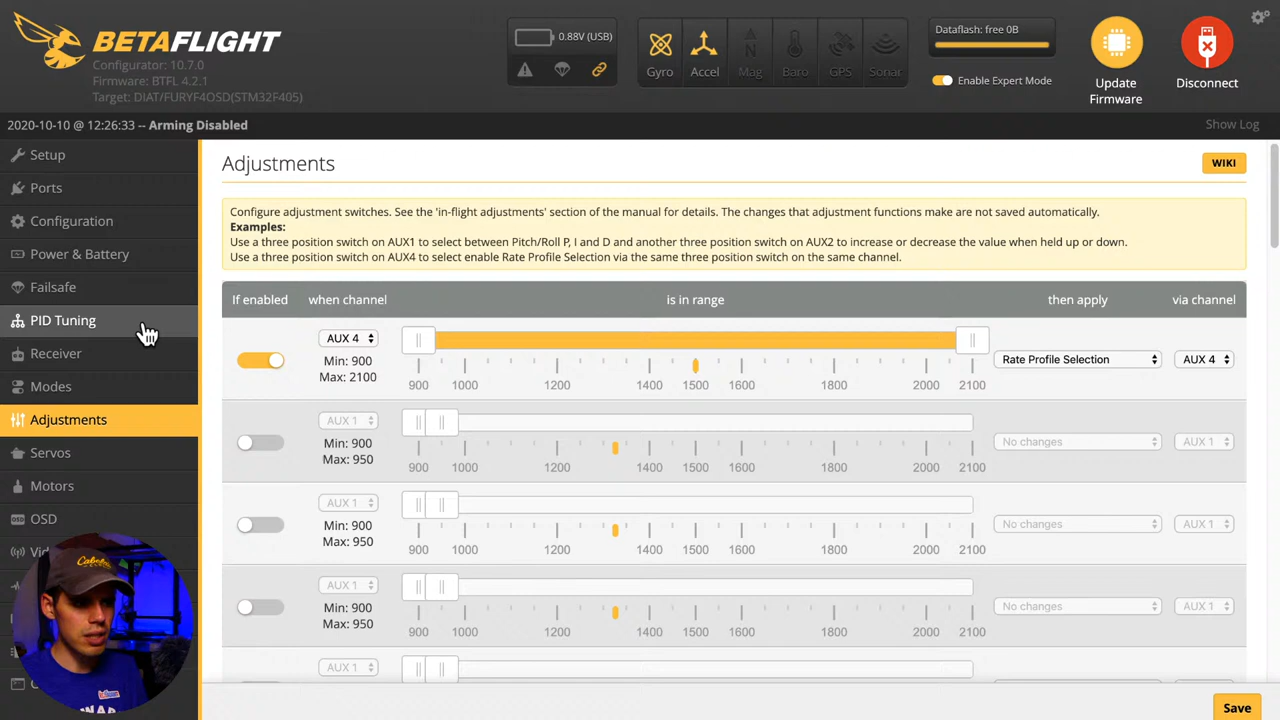 BETAFLIGHT
Configurator: 10.7.0
Firmware: BTFL 4.2.1
Target: DIAT/FURYF4OSD(STM32F405)
0.88V (USB)
Gyro
Accel
Mag
Baro
GPS
Sonar
Dataflash: free 0B
Enable Expert Mode
Update
Firmware
Disconnect
2020-10-10 @ 12:26:33 -- Arming Disabled
Show Log
Setup
Ports
Configuration
Power & Battery
Failsafe
PID Tuning
Receiver
Modes
Adjustments
Servos
Motors
OSD
Adjustments
WIKI
Configure adjustment switches. See the 'in-flight adjustments' section of the manual for details. The changes that adjustment functions make are not saved automatically.
Examples:
Use a three position switch on AUX1 to select between Pitch/Roll P, I and D and another three position switch on AUX2 to increase or decrease the value when held up or down.
Use a three position switch on AUX4 to select enable Rate Profile Selection via the same three position switch on the same channel.
If enabled when channel is in range then apply via channel
AUX 4
Min: 900
Max: 2100
900 1000 1200 1400 1500 1600 1800 2000 2100
Rate Profile Selection
AUX 4
AUX 1
Min: 900
Max: 950
900 1000 1200 1400 1500 1600 1800 2000 2100
No changes
AUX 1
AUX 1
Min: 900
Max: 950
900 1000 1200 1400 1500 1600 1800 2000 2100
No changes
AUX 1
AUX 1
Min: 900
Max: 950
900 1000 1200 1400 1500 1600 1800 2000 2100
No changes
AUX 1
AUX 1
Save